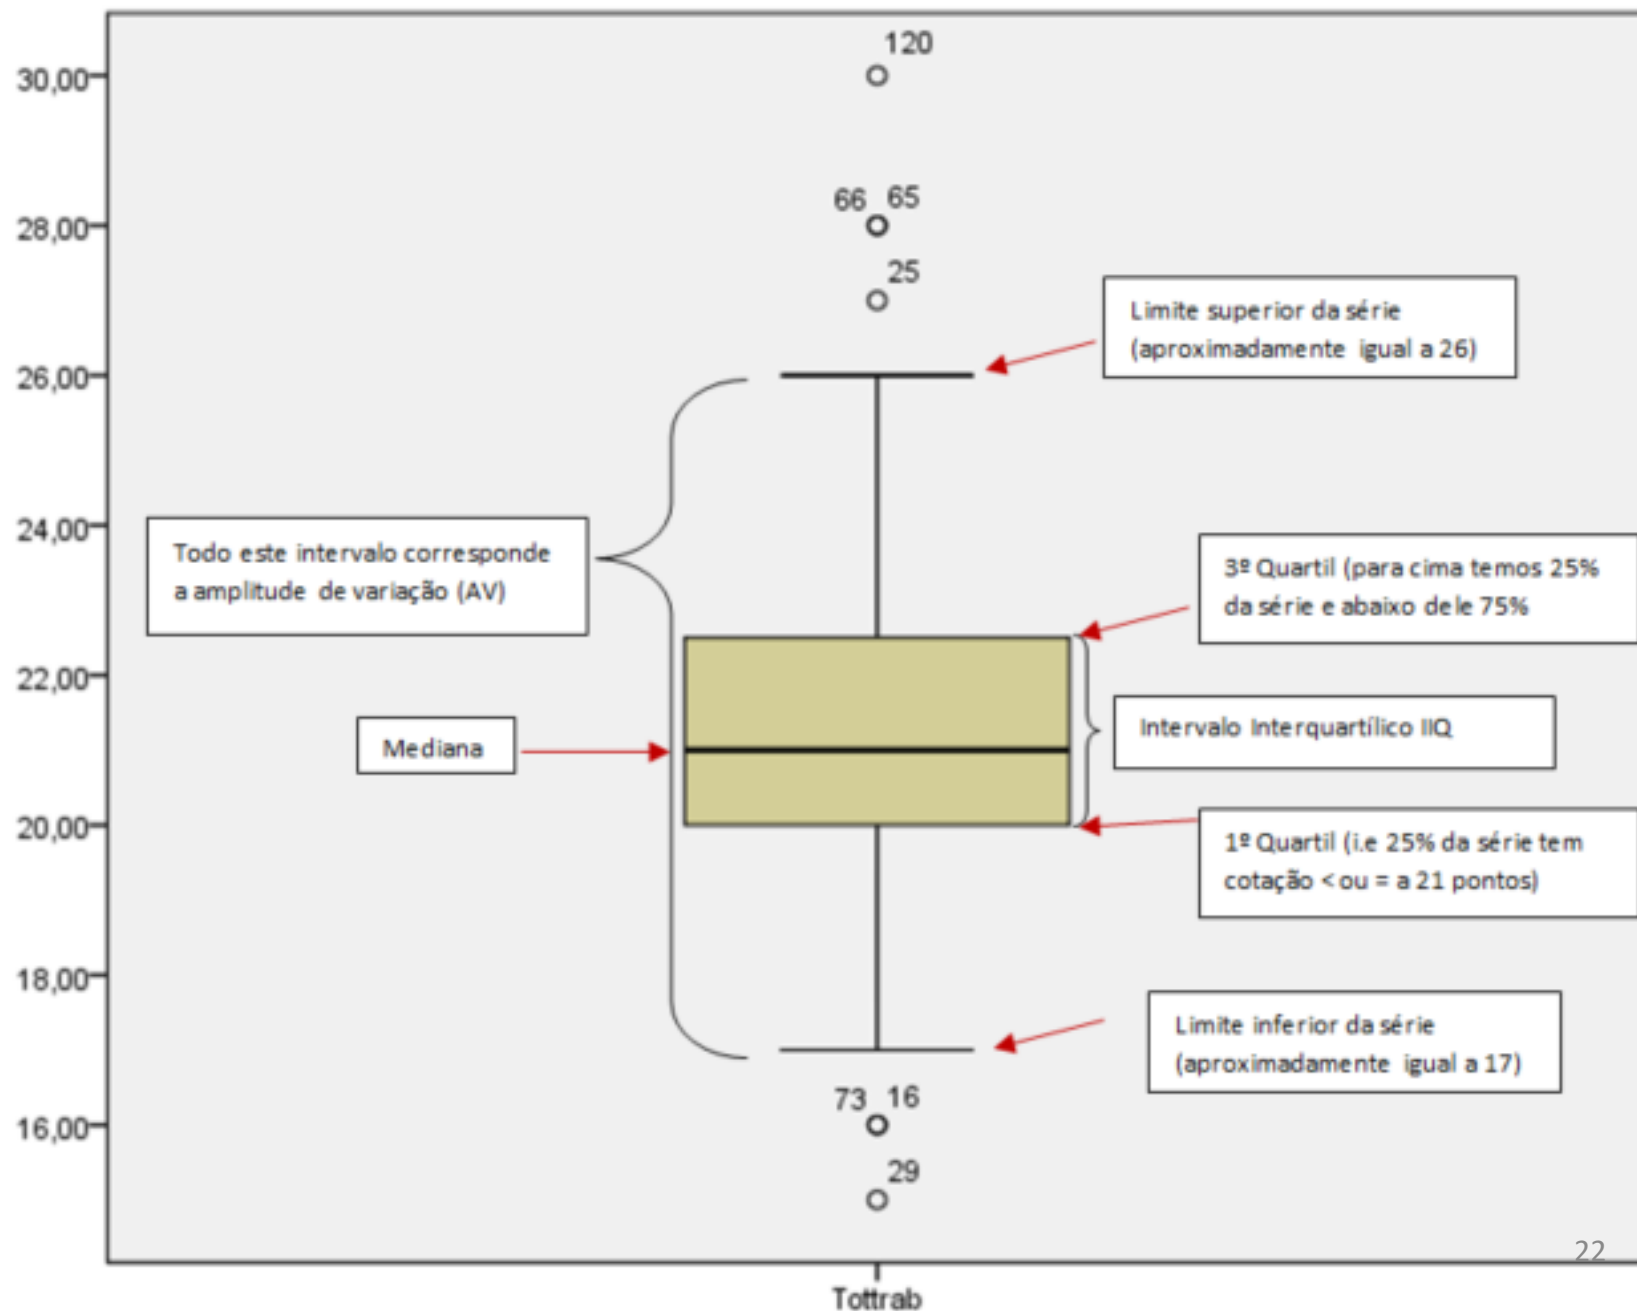 120
30,00
66 65
28,00
25
Limite superior da série
(aproximadamente igual a 26)
26,00
24,00
Todo este intervalo corresponde
a amplitude de variação (AV)
3º Quartil (para cima temos 25%
da série e abaixo dele 75%
22,00
Intervalo Interquartílico IIQ
Mediana
20,00
1º Quartil (i.e 25% da série tem
cotação < ou = a 21 pontos)
18,00
Limite inferior da série
(aproximadamente igual a 17)
73 16
16,00
29
22
Tottrab